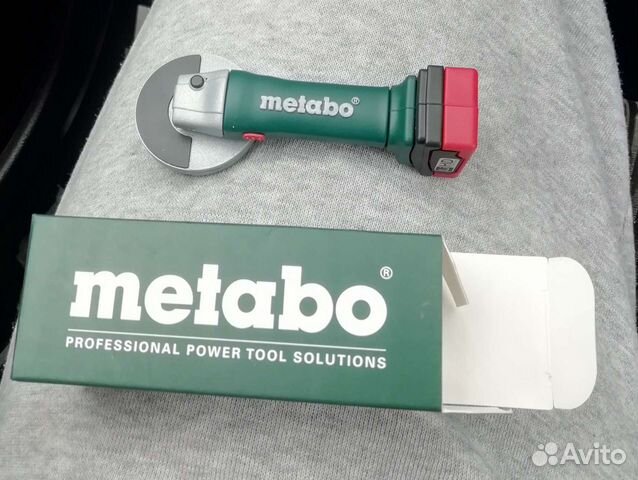 metabo®
metabo®
PROFESSIONAL POWER TOOL SOLUTIONS
Avito